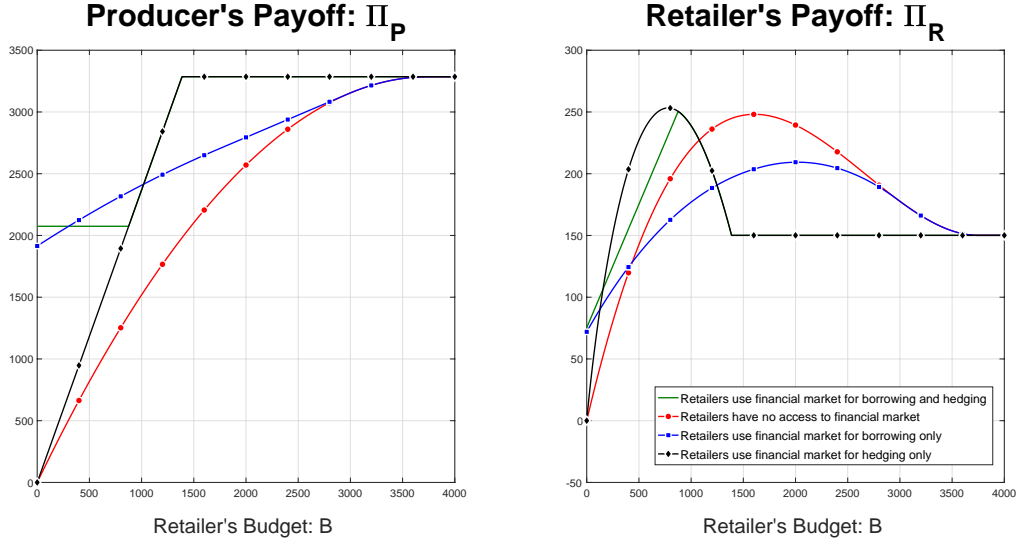 Producer's Payoff: Π_P
3500
3000
2500
2000
1500
1000
500
0
0 500 1000 1500 2000 2500 3000 3500 4000
Retailer's Budget: B
Retailer's Payoff: Π_R
300
250
200
150
100
50
0
-50
Retailers use financial market for borrowing and hedging
Retailers have no access to financial market
Retailers use financial market for borrowing only
Retailers use financial market for hedging only
0 500 1000 1500 2000 2500 3000 3500 4000
Retailer's Budget: B